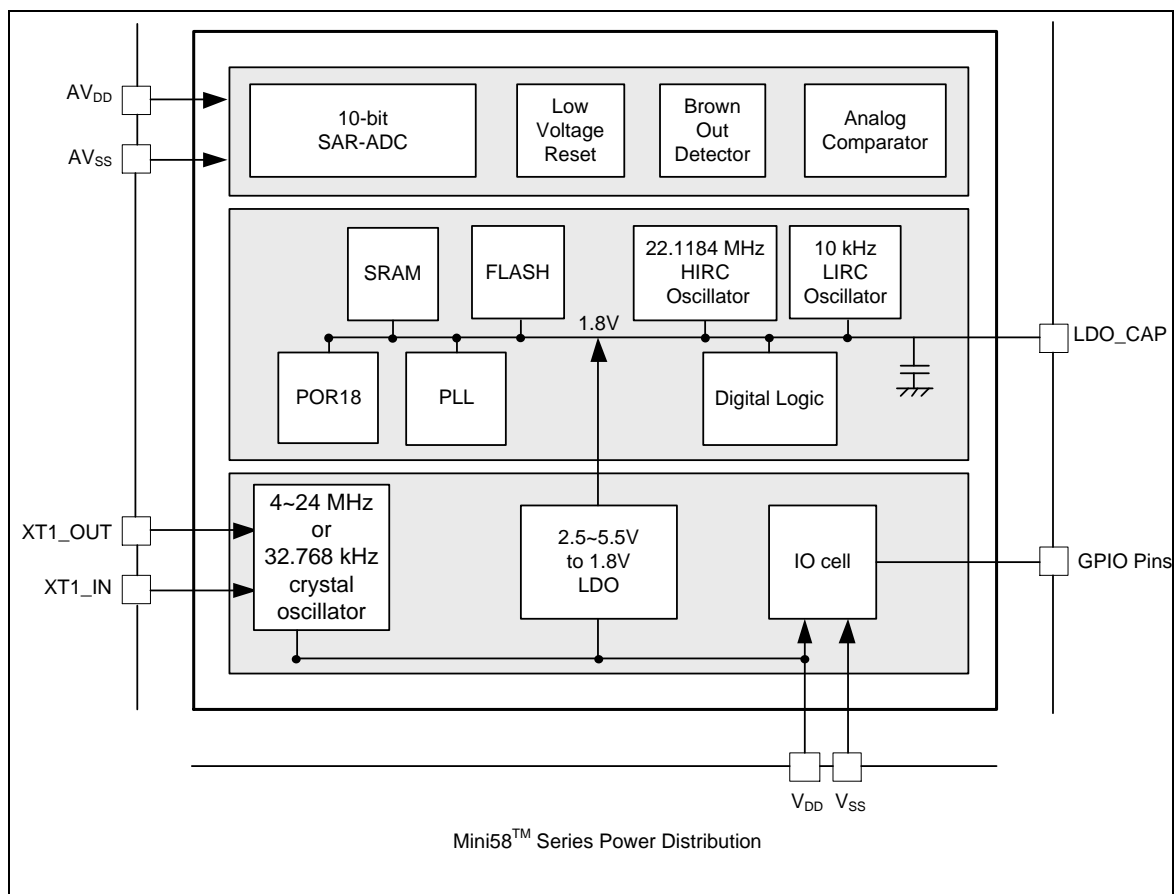 AVDD
AVSS
10-bit
SAR-ADC
Low
Voltage
Reset
Brown
Out
Detector
Analog
Comparator
SRAM
FLASH
22.1184 MHz
HIRC
Oscillator
10 kHz
LIRC
Oscillator
1.8V
LDO_CAP
POR18
PLL
Digital Logic
XT1_OUT
XT1_IN
4~24 MHz
or
32.768 kHz
crystal
oscillator
2.5~5.5V
to 1.8V
LDO
IO cell
GPIO Pins
VDD
VSS
Mini58TM Series Power Distribution